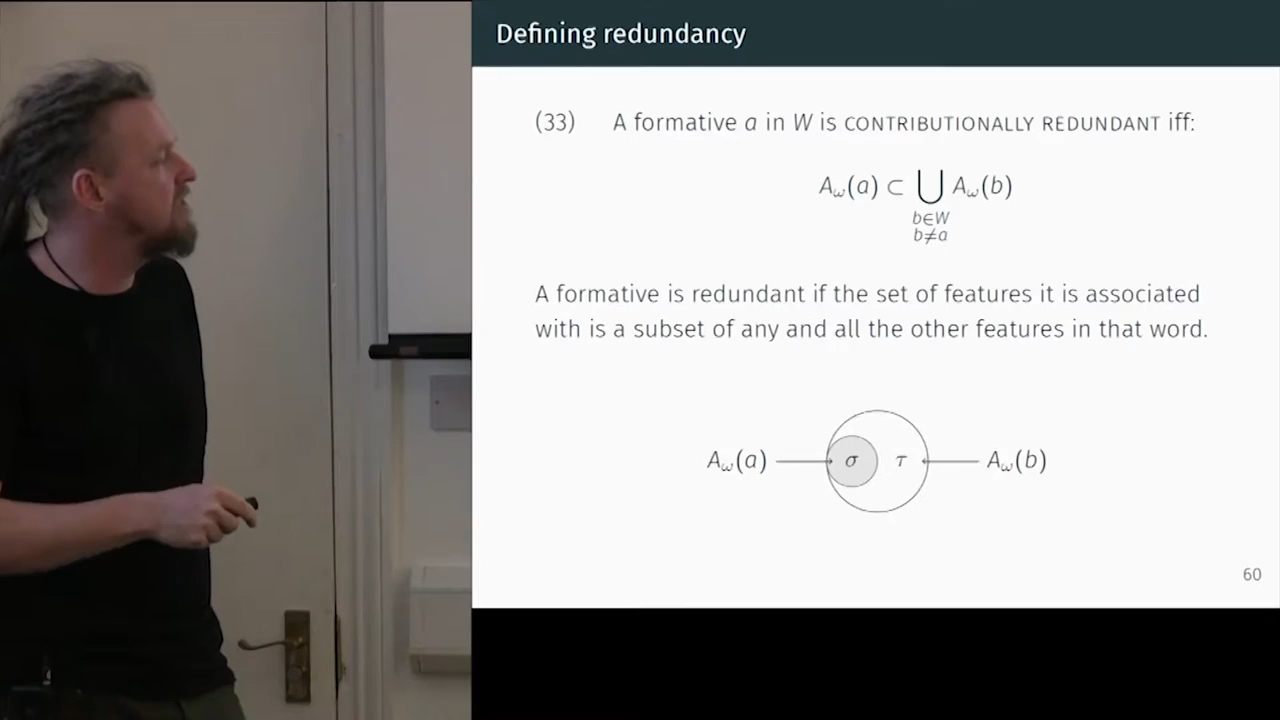 Defining redundancy
(33) A formative a in W is CONTRIBUTIONALLY REDUNDANT iff:
Aω(a) ⊂ ⋃ Aω(b)
b∈W
b≠a
A formative is redundant if the set of features it is associated
with is a subset of any and all the other features in that word.
Aω(a) σ τ Aω(b)
60